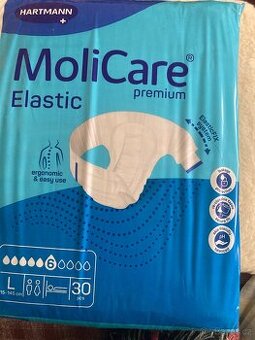 HARTMANN
MoliCare®
premium
Elastic
ergonomic
& easy use
6
L
30